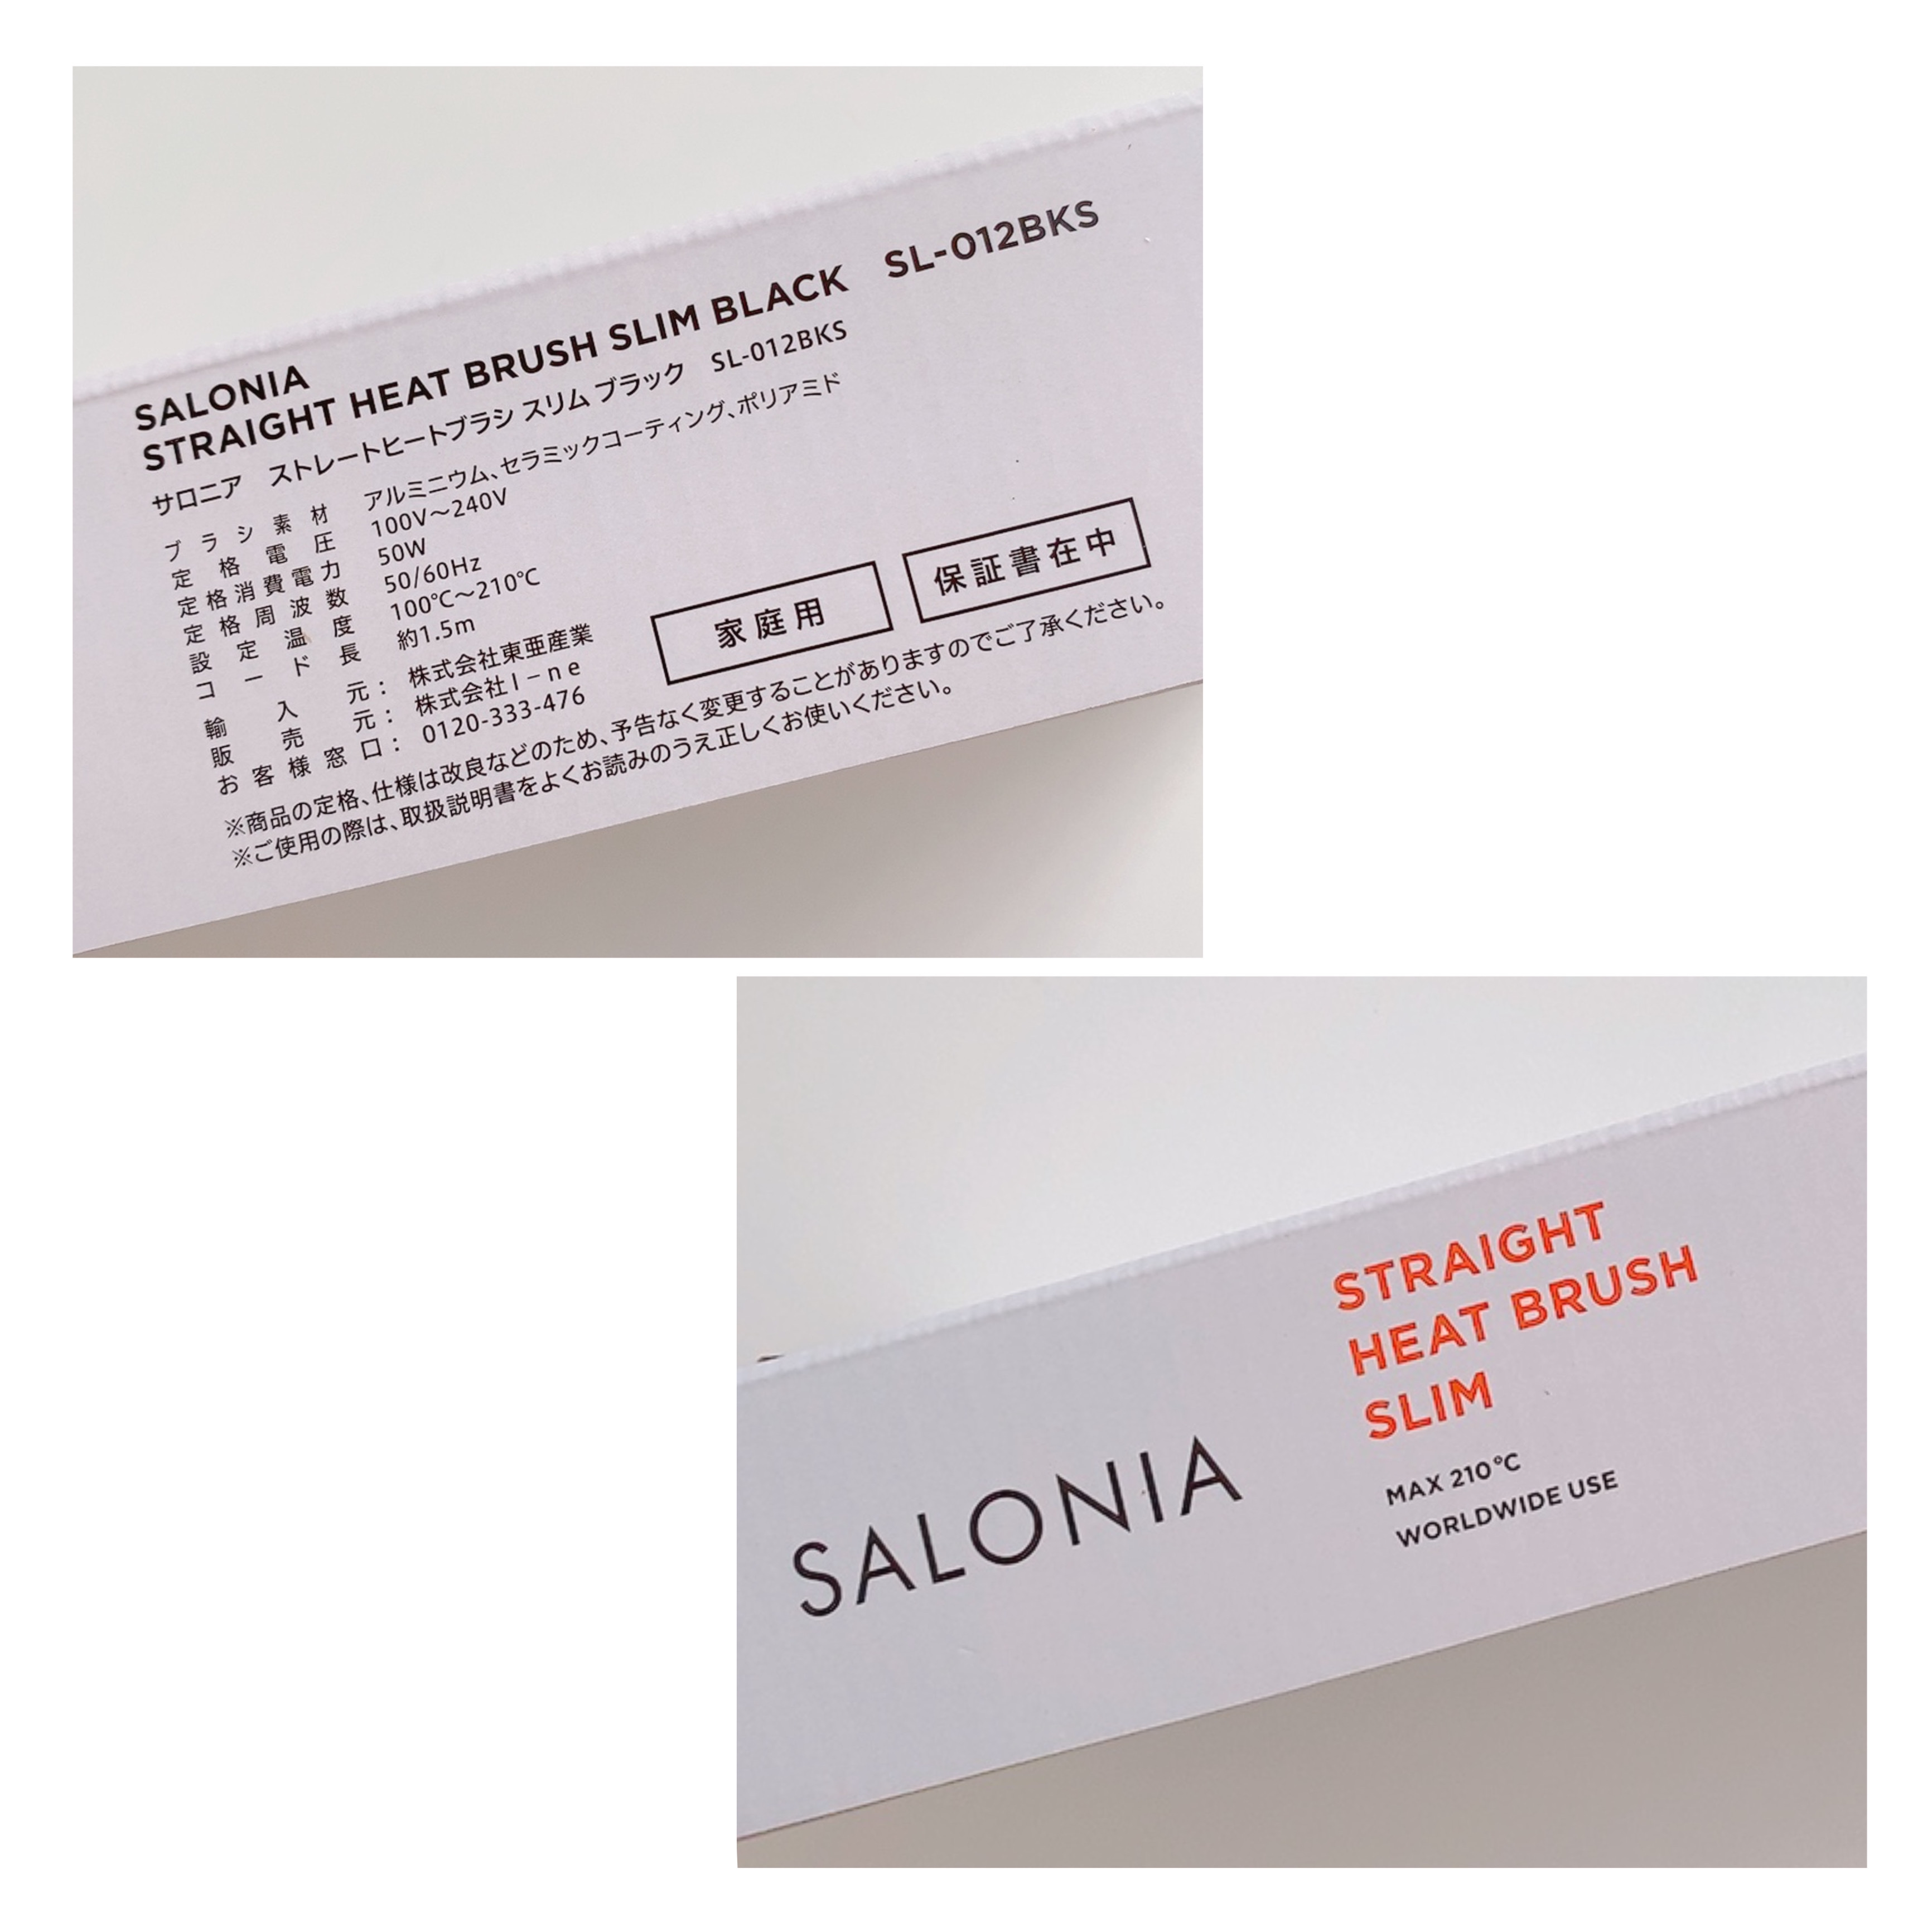 SALONIA
STRAIGHT HEAT BRUSH SLIM BLACK SL-012BKS
サロニア ストレートヒートブラシ スリム ブラック SL-012BKS
ブラシ素材 アルミニウム、セラミックコーティング、ポリアミド
定格電圧 100V〜240V
定格消費電力 50W
定格周波数 50/60Hz
設定温度 100℃〜210℃
コード長 約1.5m
輸入元： 株式会社東亜産業
販売元： 株式会社I－ne
お客様窓口： 0120-333-476
家庭用
保証書在中
※商品の定格、仕様は改良などのため、予告なく変更することがありますのでご了承ください。
※ご使用の際は、取扱説明書をよくお読みのうえ正しくお使いください。
SALONIA
STRAIGHT
HEAT BRUSH
SLIM
MAX 210℃
WORLDWIDE USE